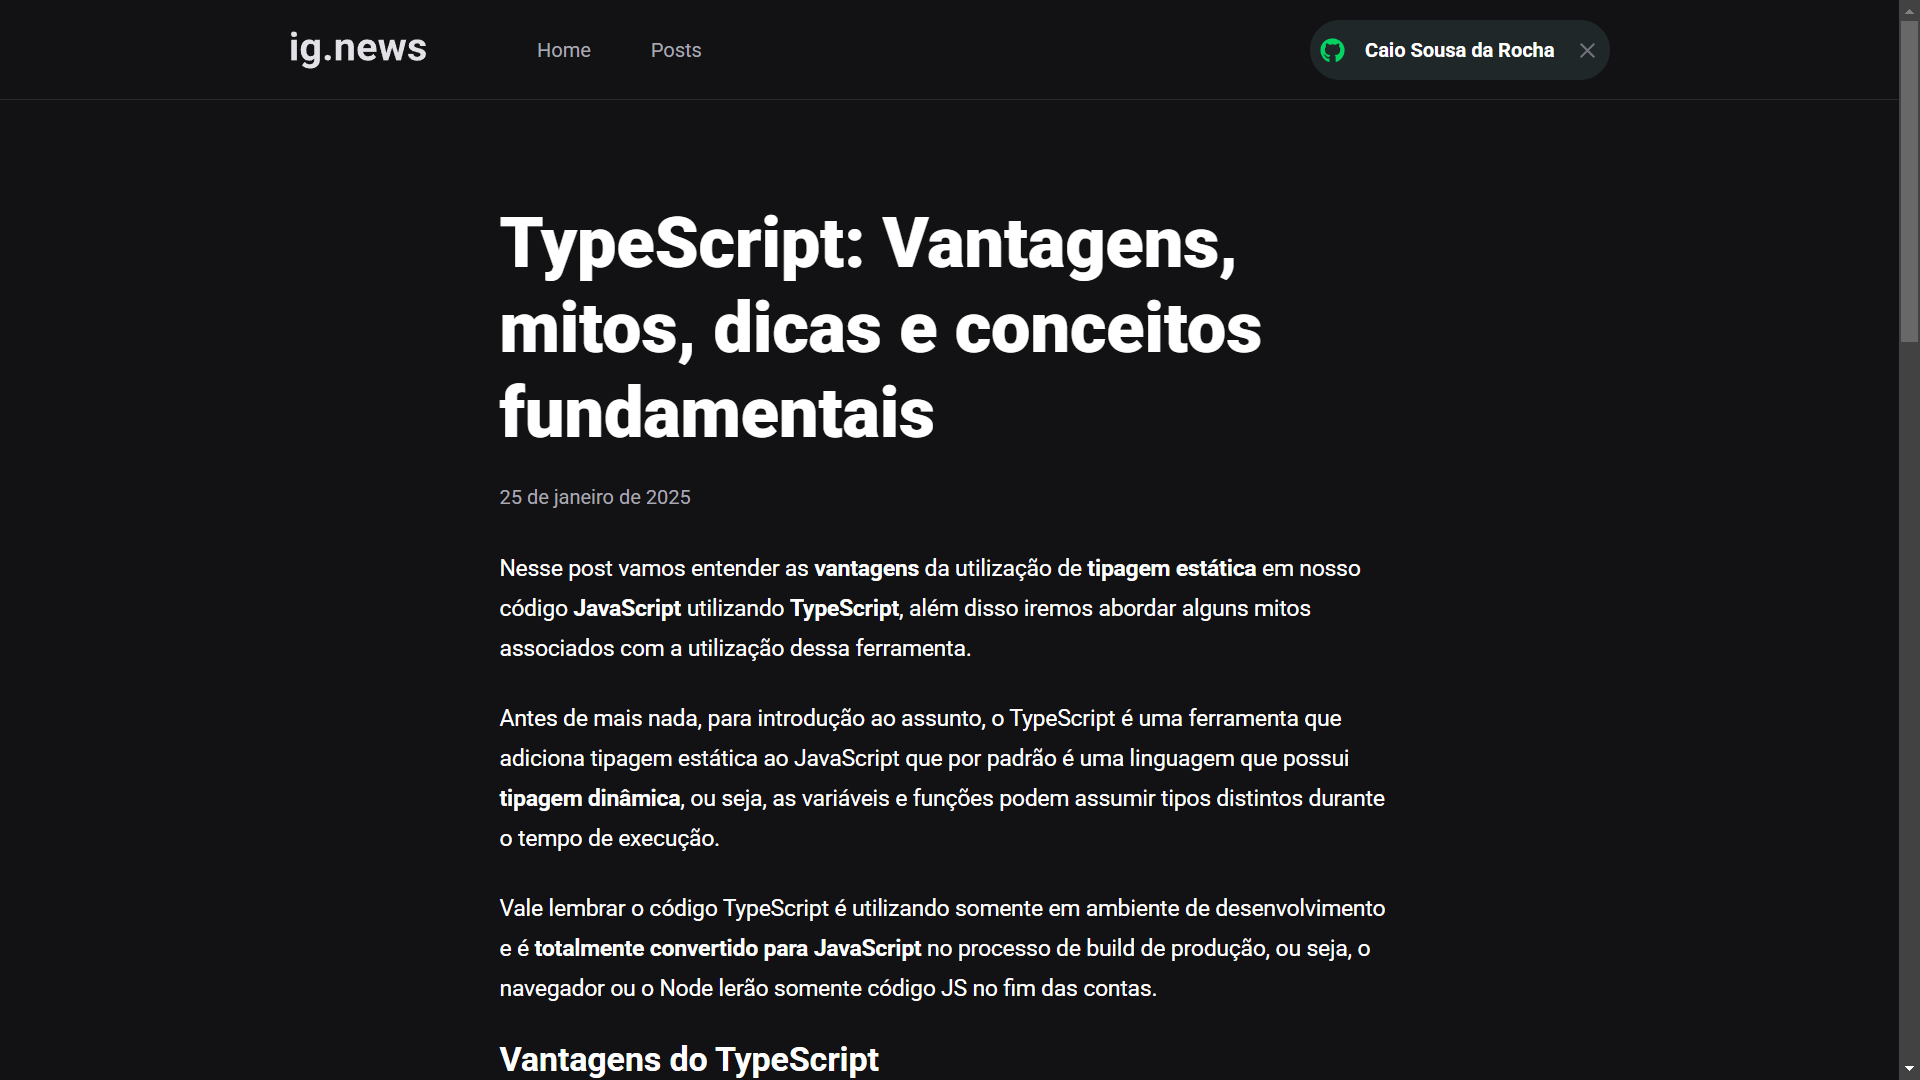 ig.news
Home
Posts
Caio Sousa da Rocha
TypeScript: Vantagens,
mitos, dicas e conceitos
fundamentais
25 de janeiro de 2025
Nesse post vamos entender as vantagens da utilização de tipagem estática em nosso
código JavaScript utilizando TypeScript, além disso iremos abordar alguns mitos
associados com a utilização dessa ferramenta.
Antes de mais nada, para introdução ao assunto, o TypeScript é uma ferramenta que
adiciona tipagem estática ao JavaScript que por padrão é uma linguagem que possui
tipagem dinâmica, ou seja, as variáveis e funções podem assumir tipos distintos durante
o tempo de execução.
Vale lembrar o código TypeScript é utilizando somente em ambiente de desenvolvimento
e é totalmente convertido para JavaScript no processo de build de produção, ou seja, o
navegador ou o Node lerão somente código JS no fim das contas.
Vantagens do TypeScript